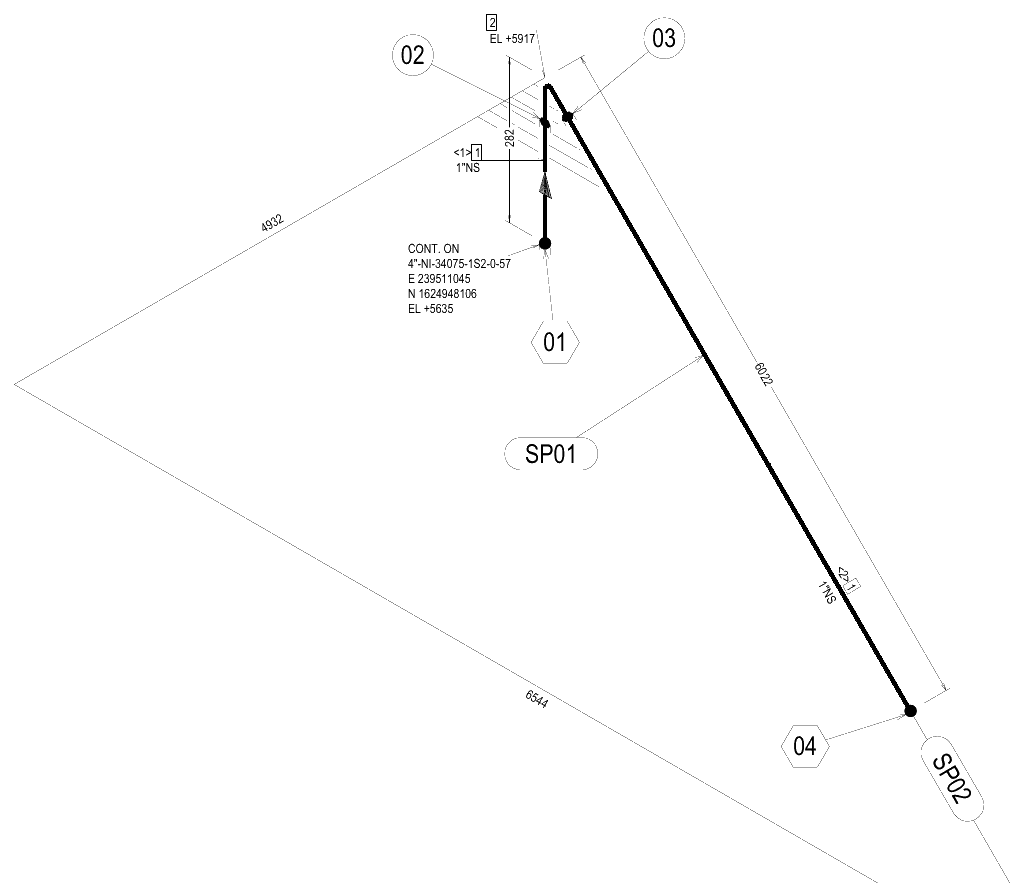 2
EL +5917
02
03
282
<1> 1
1"NS
4932
CONT. ON
4"-NI-34075-1S2-0-57
E 239511045
N 1624948106
EL +5635
01
6022
SP01
<2> 1
1"NS
6544
04
SP02